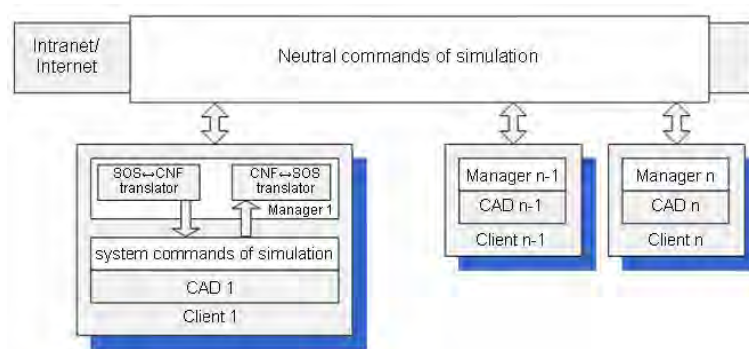 Intranet/
Internet
Neutral commands of simulation
SOS↔CNF
translator
CNF↔SOS
translator
Manager 1
system commands of simulation
CAD 1
Client 1
Manager n-1
CAD n-1
Client n-1
Manager n
CAD n
Client n